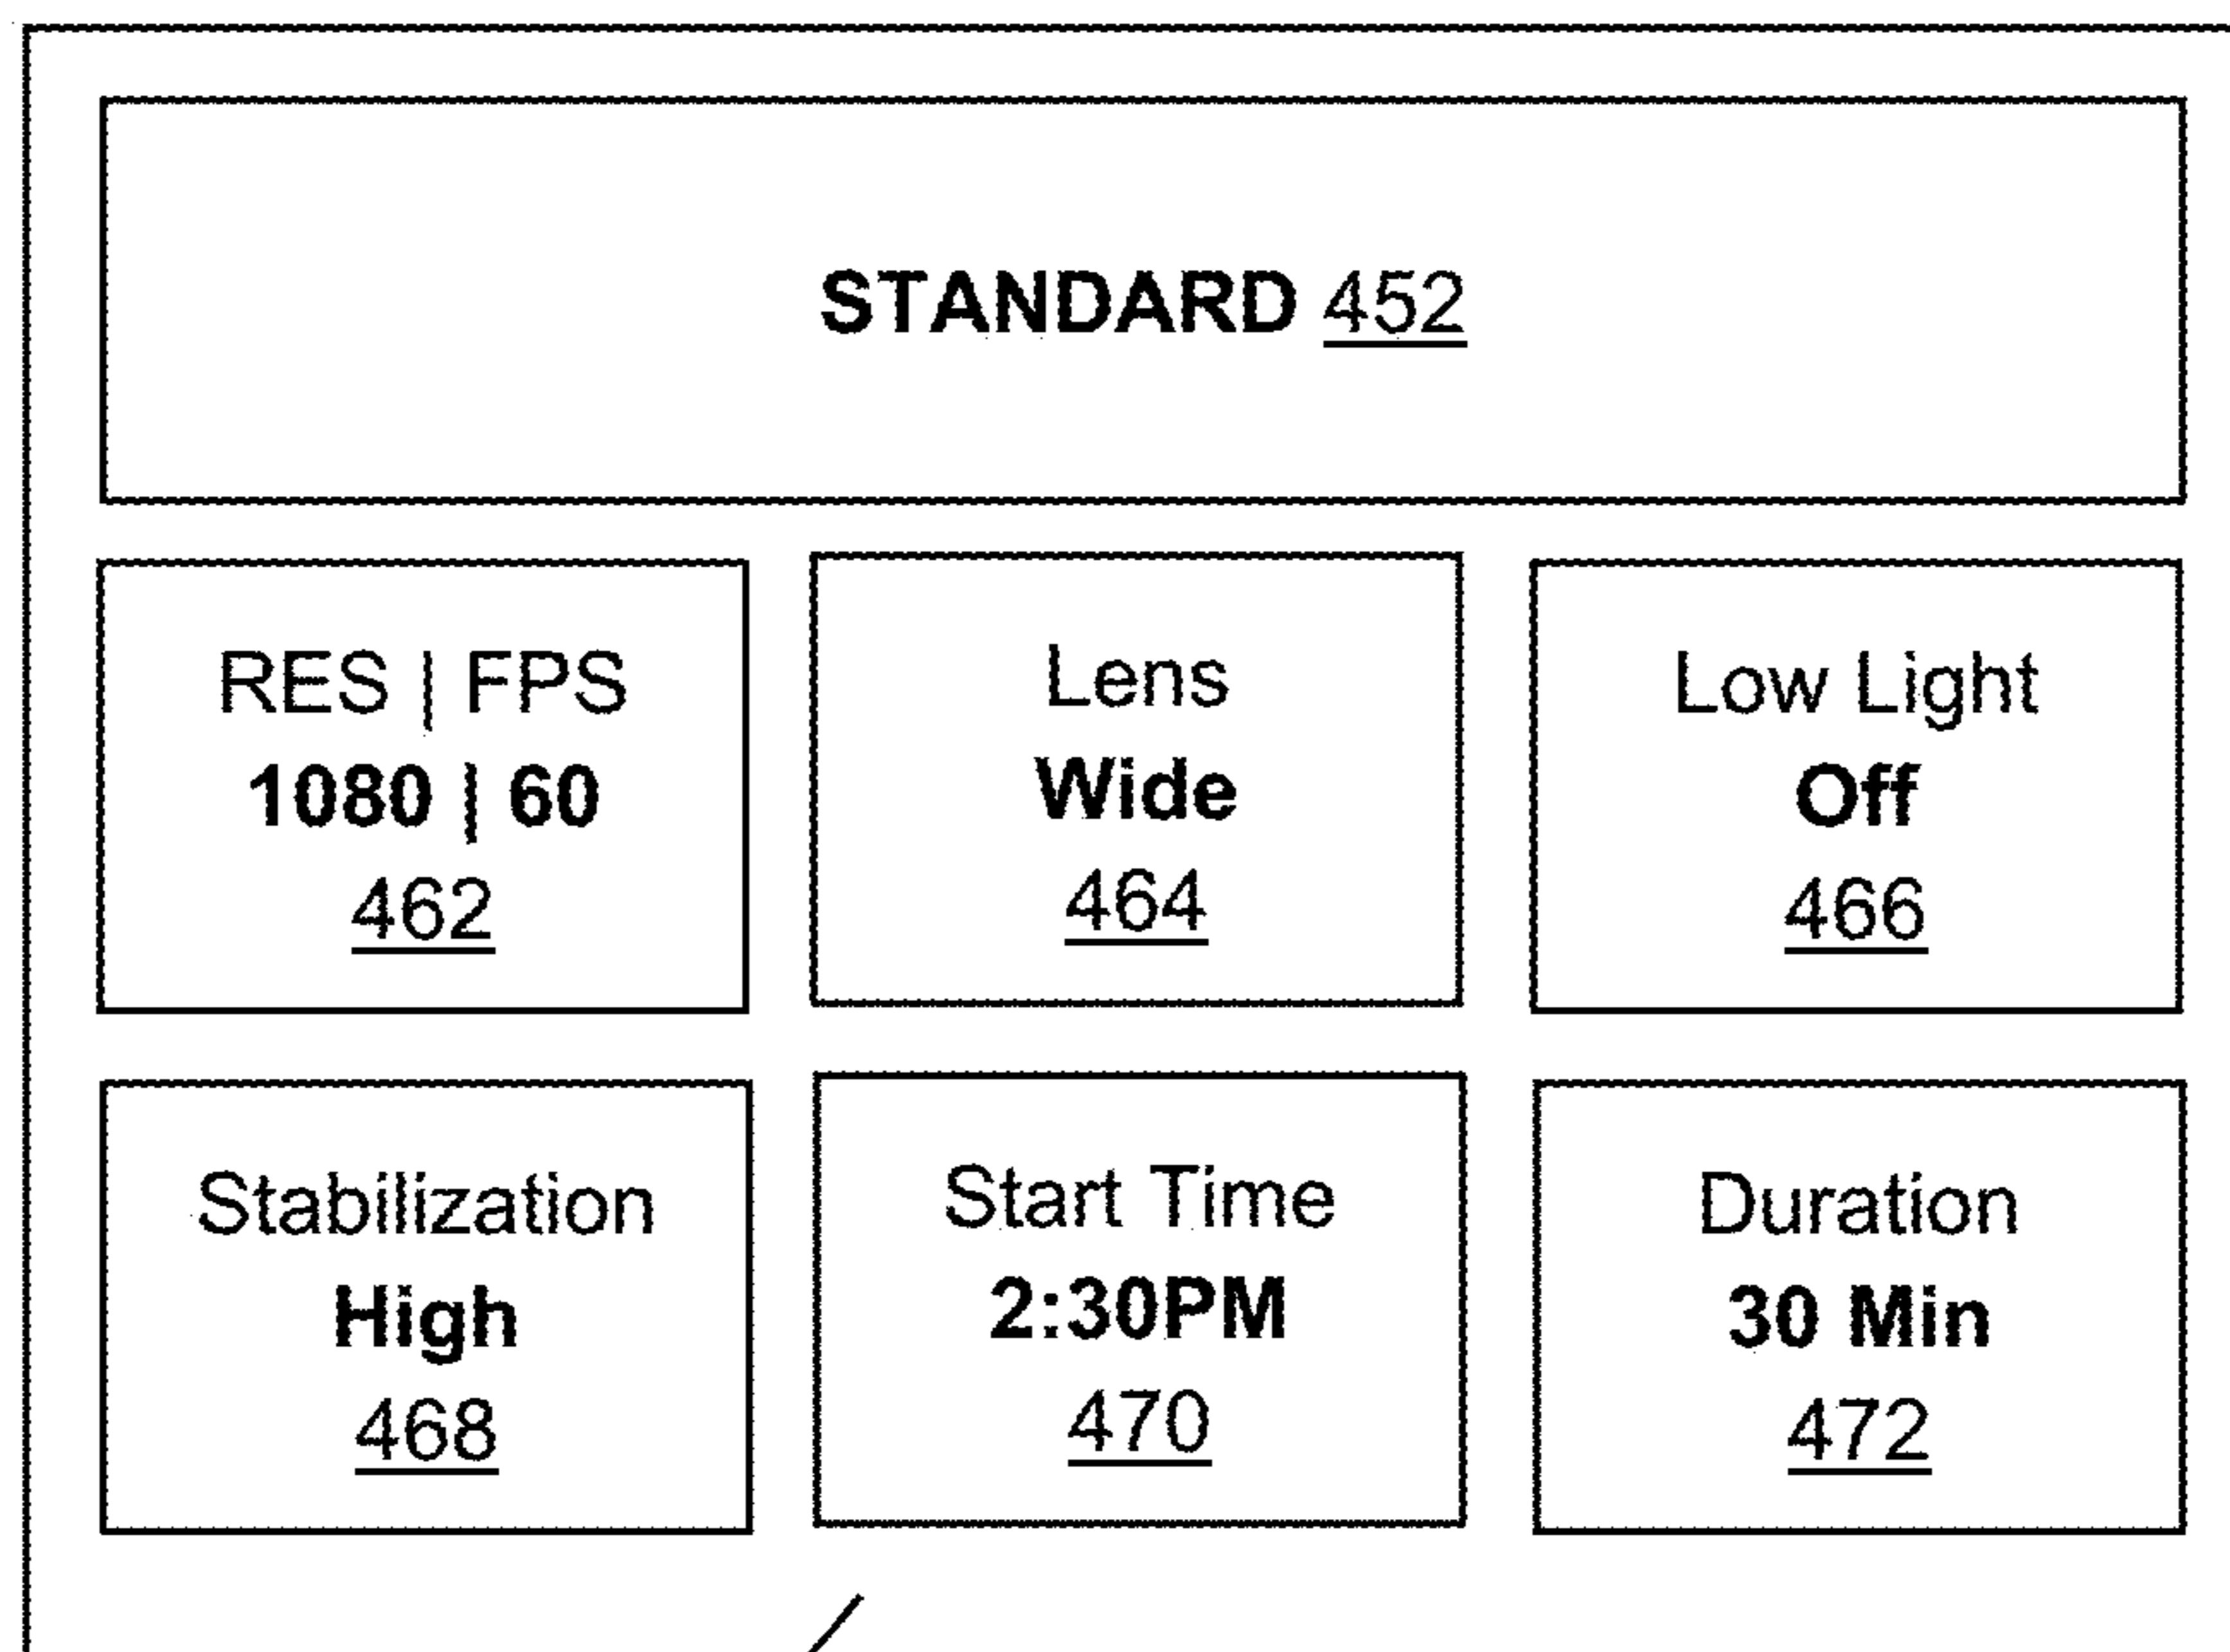 STANDARD 452
RES | FPS
1080 | 60
462
Lens
Wide
464
Low Light
Off
466
Stabilization
High
468
Start Time
2:30PM
470
Duration
30 Min
472